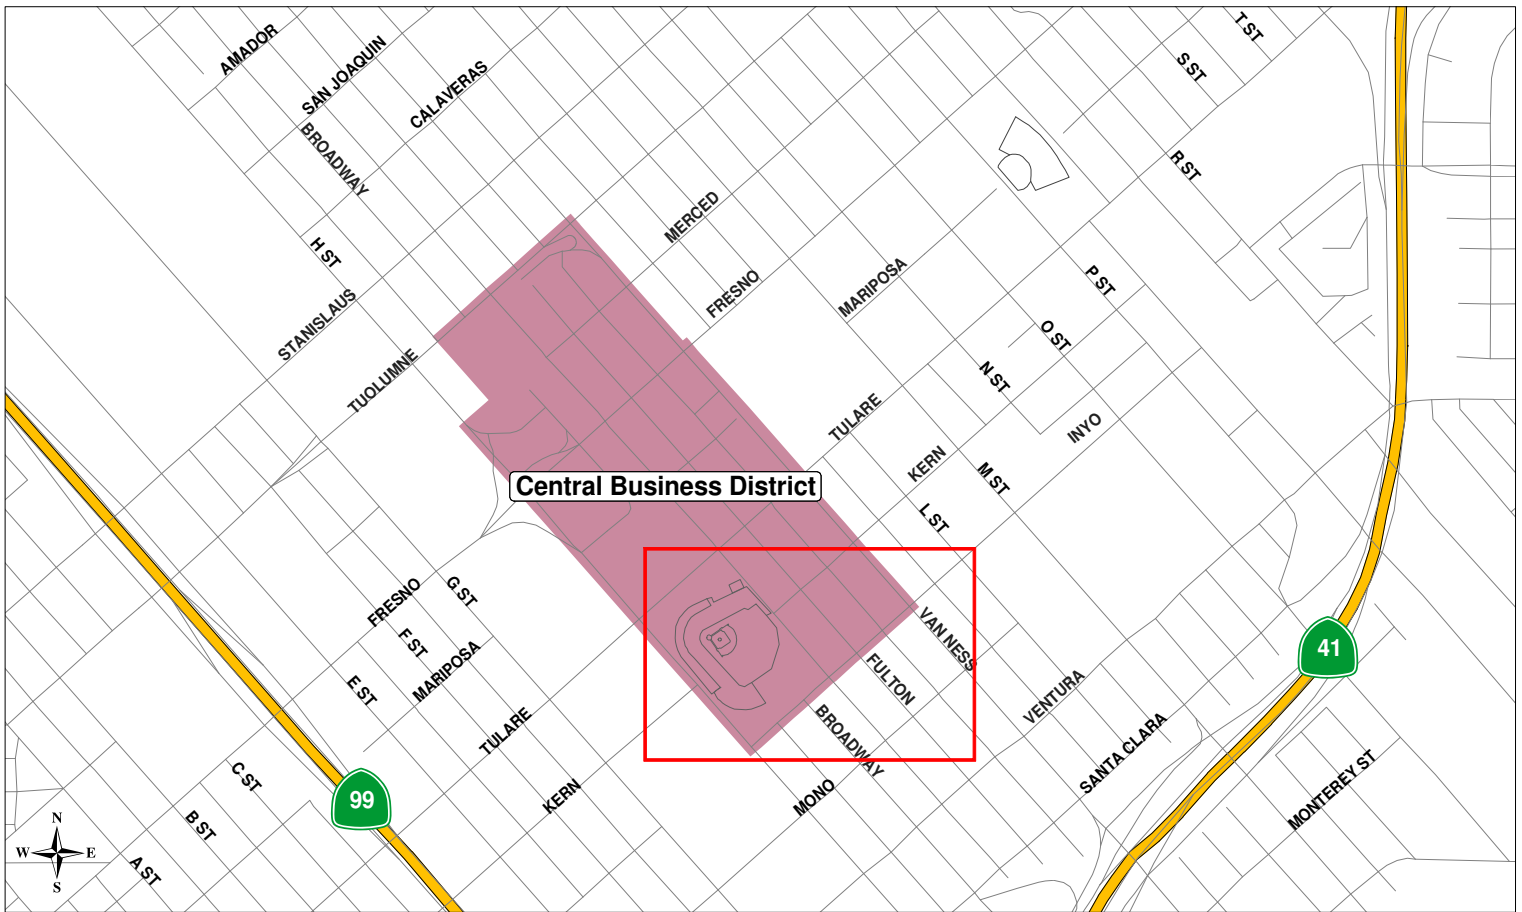 T ST
AMADOR
SAN JOAQUIN
S.ST
CALAVERAS
BROADWAY
R ST
MERCED
H ST
MARIPOSA
P ST
FRESNO
STANISLAUS
O ST
TUOLUMNE
N ST
TULARE
INYO
KERN
M ST
Central Business District
L ST
G ST
FRESNO
F ST
VAN NESS
41
MARIPOSA
E ST
FULTON
VENTURA
TULARE
BROADWAY
SANTA CLARA
C ST
99
KERN
MONO
MONTEREY ST
B ST
A ST
N
W E
S